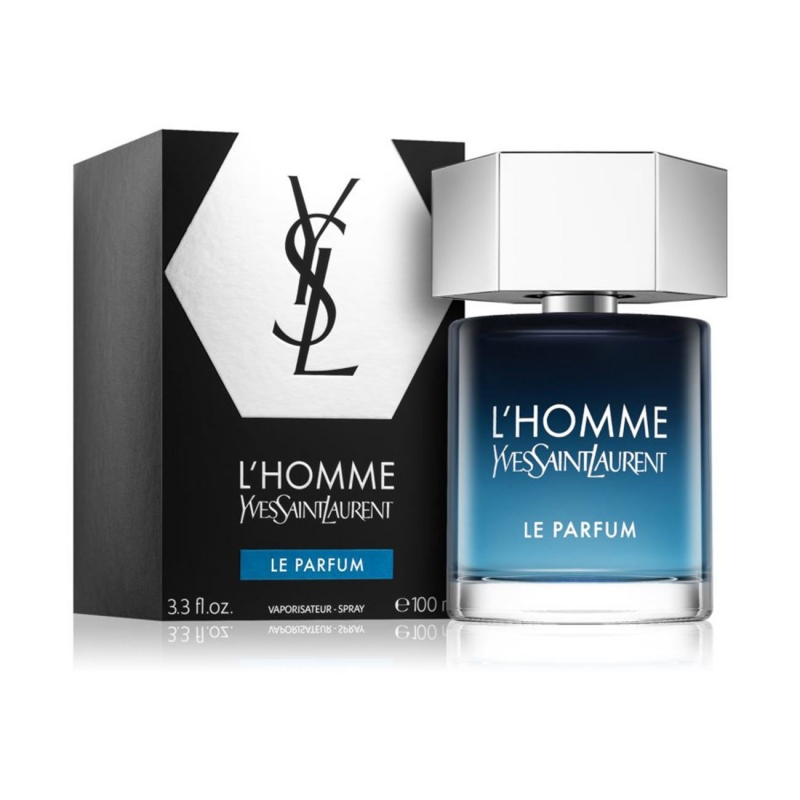 YSL
L'HOMME
YVESSAINTLAURENT
LE PARFUM
3.3 fl.oz.
VAPORISATEUR - SPRAY
℮100
L'HOMME
YVESSAINTLAURENT
LE PARFUM